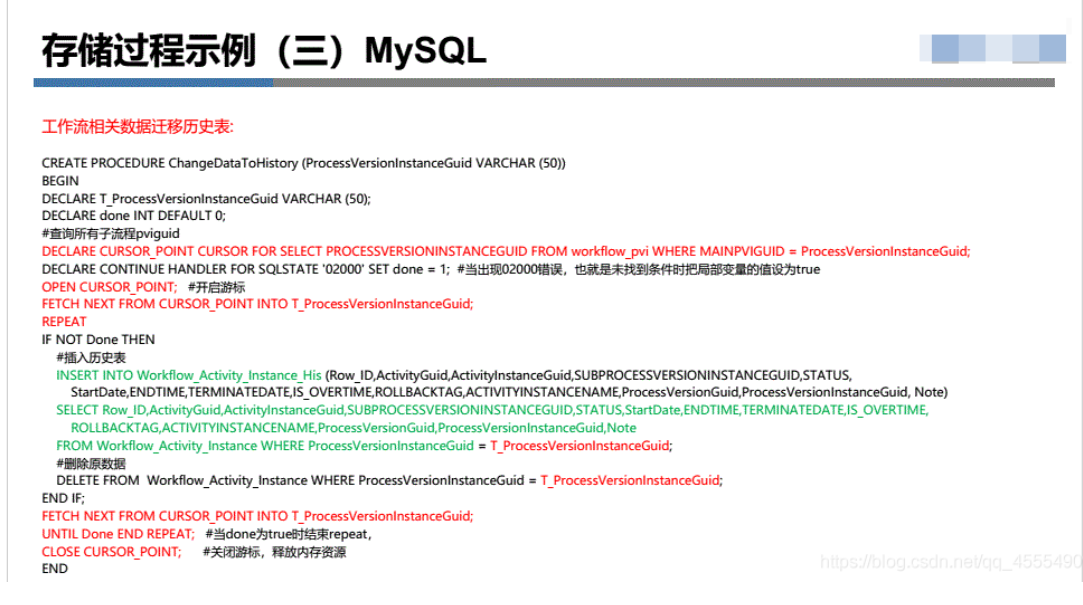 存储过程示例（三）MySQL
工作流相关数据迁移历史表:
CREATE PROCEDURE ChangeDataToHistory (ProcessVersionInstanceGuid VARCHAR (50))
BEGIN
DECLARE T_ProcessVersionInstanceGuid VARCHAR (50);
DECLARE done INT DEFAULT 0;
#查询所有子流程pviguid
DECLARE CURSOR_POINT CURSOR FOR SELECT PROCESSVERSIONINSTANCEGUID FROM workflow_pvi WHERE MAINPVIGUID = ProcessVersionInstanceGuid;
DECLARE CONTINUE HANDLER FOR SQLSTATE '02000' SET done = 1; #当出现02000错误，也就是未找到条件时把局部变量的值设为true
OPEN CURSOR_POINT; #开启游标
FETCH NEXT FROM CURSOR_POINT INTO T_ProcessVersionInstanceGuid;
REPEAT
IF NOT Done THEN
#插入历史表
INSERT INTO Workflow_Activity_Instance_His (Row_ID,ActivityGuid,ActivityInstanceGuid,SUBPROCESSVERSIONINSTANCEGUID,STATUS,
StartDate,ENDTIME,TERMINATEDATE,IS_OVERTIME,ROLLBACKTAG,ACTIVITYINSTANCENAME,ProcessVersionGuid,ProcessVersionInstanceGuid, Note)
SELECT Row_ID,ActivityGuid,ActivityInstanceGuid,SUBPROCESSVERSIONINSTANCEGUID,STATUS,StartDate,ENDTIME,TERMINATEDATE,IS_OVERTIME,
ROLLBACKTAG,ACTIVITYINSTANCENAME,ProcessVersionGuid,ProcessVersionInstanceGuid,Note
FROM Workflow_Activity_Instance WHERE ProcessVersionInstanceGuid = T_ProcessVersionInstanceGuid;
#删除原数据
DELETE FROM Workflow_Activity_Instance WHERE ProcessVersionInstanceGuid = T_ProcessVersionInstanceGuid;
END IF;
FETCH NEXT FROM CURSOR_POINT INTO T_ProcessVersionInstanceGuid;
UNTIL Done END REPEAT; #当done为true时结束repeat，
CLOSE CURSOR_POINT; #关闭游标，释放内存资源
END
https://blog.csdn.net/qq_4555490